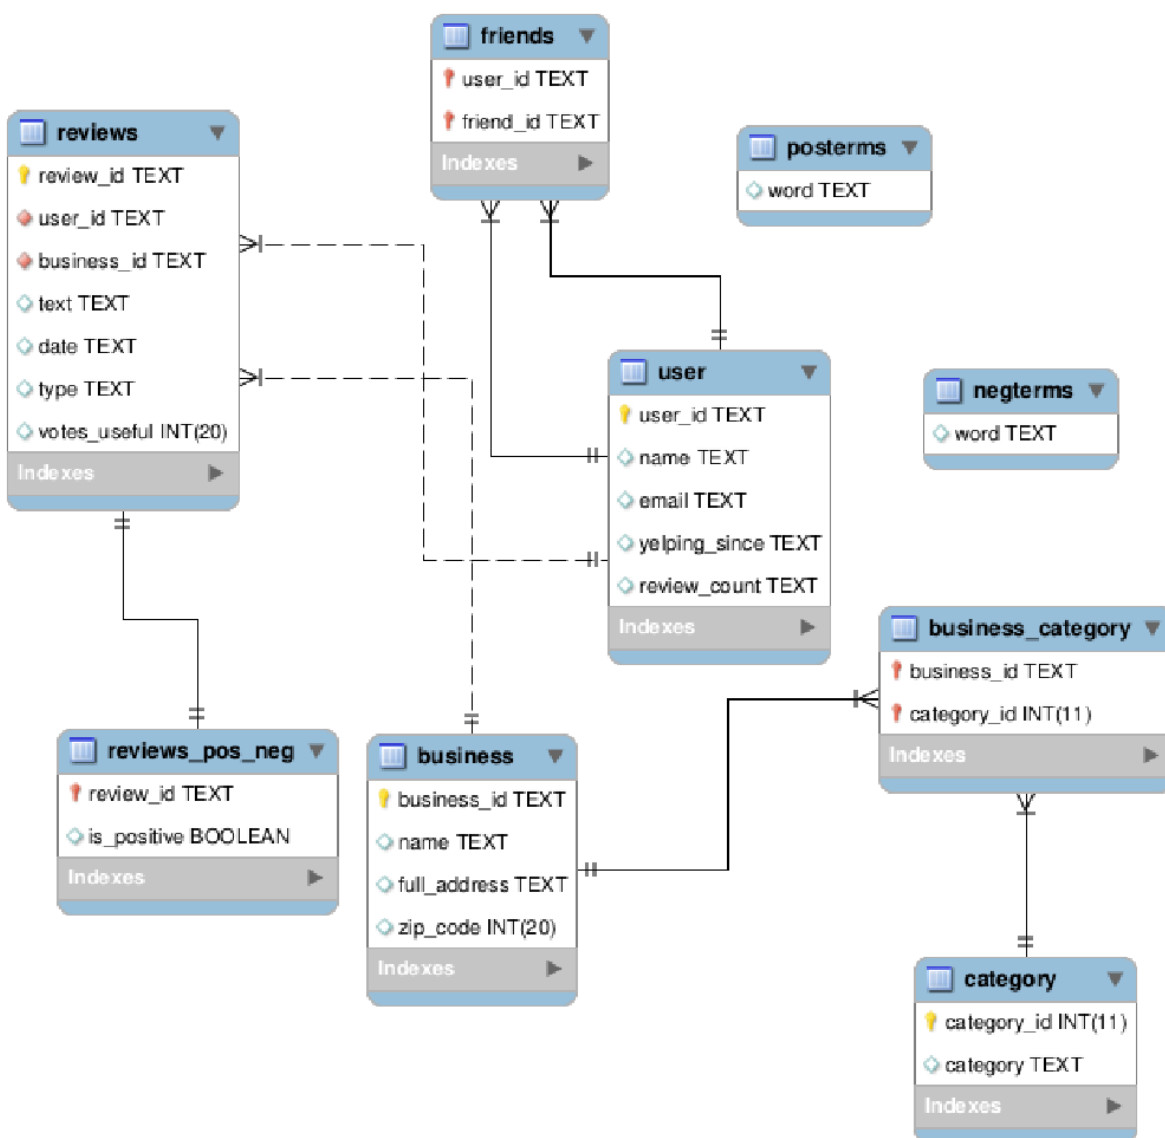 friends
user_id TEXT
friend_id TEXT
Indexes
reviews
review_id TEXT
user_id TEXT
business_id TEXT
text TEXT
date TEXT
type TEXT
votes_useful INT(20)
Indexes
posterms
word TEXT
user
user_id TEXT
name TEXT
email TEXT
yelping_since TEXT
review_count TEXT
Indexes
negterms
word TEXT
business_category
business_id TEXT
category_id INT(11)
Indexes
reviews_pos_neg
review_id TEXT
is_positive BOOLEAN
Indexes
business
business_id TEXT
name TEXT
full_address TEXT
zip_code INT(20)
Indexes
category
category_id INT(11)
category TEXT
Indexes